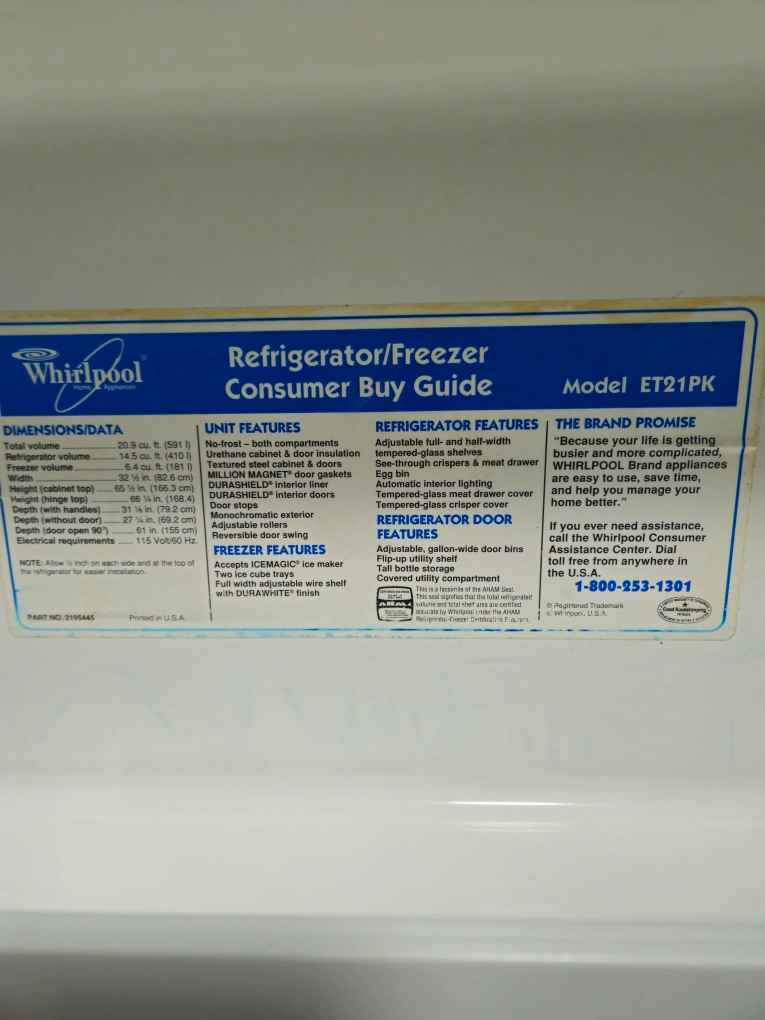 Whirlpool®
Home Appliances
Refrigerator/Freezer
Consumer Buy Guide
Model ET21PK
DIMENSIONS/DATA
Total volume .................. 20.9 cu. ft. (591 l)
Refrigerator volume ........ 14.5 cu. ft. (410 l)
Freezer volume ................ 6.4 cu. ft. (181 l)
Width ........................ 32 ½ in. (82.6 cm)
Height (cabinet top) ..... 65 ½ in. (166.3 cm)
Height (hinge top) ............ 66 ¼ in. (168.4)
Depth (with handles) ..... 31 ⅛ in. (79.2 cm)
Depth (without door) ..... 27 ¼ in. (69.2 cm)
Depth (door open 90°) ........ 61 in. (155 cm)
Electrical requirements ..... 115 Volt/60 Hz.
NOTE: Allow ½ inch on each side and at the top of
the refrigerator for easier installation.
PART NO. 2195445 Printed in U.S.A.
UNIT FEATURES
No-frost – both compartments
Urethane cabinet & door insulation
Textured steel cabinet & doors
MILLION MAGNET® door gaskets
DURASHIELD® interior liner
DURASHIELD® interior doors
Door stops
Monochromatic exterior
Adjustable rollers
Reversible door swing
FREEZER FEATURES
Accepts ICEMAGIC® ice maker
Two ice cube trays
Full width adjustable wire shelf
with DURAWHITE® finish
REFRIGERATOR FEATURES
Adjustable full- and half-width
tempered-glass shelves
See-through crispers & meat drawer
Egg bin
Automatic interior lighting
Tempered-glass meat drawer cover
Tempered-glass crisper cover
REFRIGERATOR DOOR
FEATURES
Adjustable, gallon-wide door bins
Flip-up utility shelf
Tall bottle storage
Covered utility compartment
This is a facsimile of the AHAM Seal.
This seal signifies that the total refrigerated
volume and total shelf area are certified
accurate by Whirlpool under the AHAM
Refrigerator-Freezer Certification Program.
THE BRAND PROMISE
“Because your life is getting
busier and more complicated,
WHIRLPOOL Brand appliances
are easy to use, save time,
and help you manage your
home better.”
If you ever need assistance,
call the Whirlpool Consumer
Assistance Center. Dial
toll free from anywhere in
the U.S.A.
1-800-253-1301
® Registered Trademark
of Whirlpool, U.S.A.
Good Housekeeping